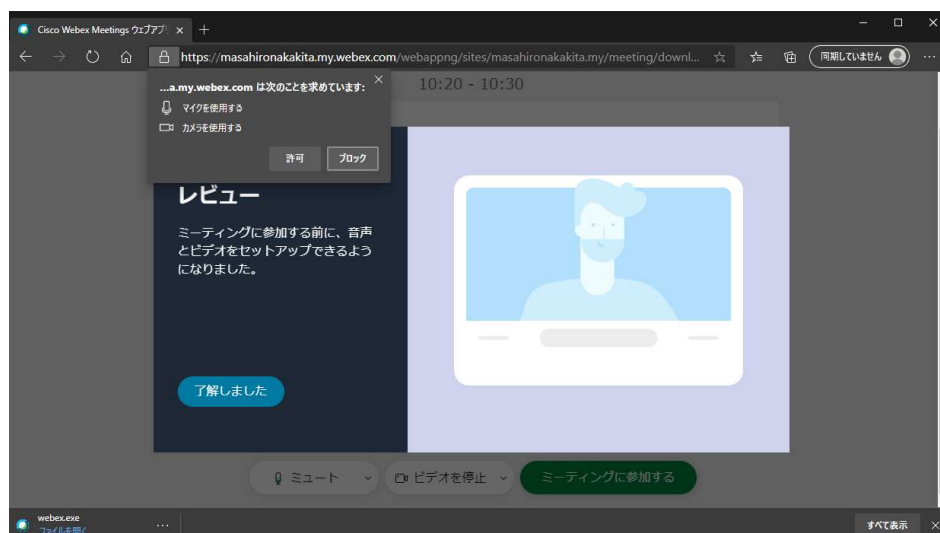 Cisco Webex Meetings ウェブアプリ
https://masahironakakita.my.webex.com/webappng/sites/masahironakakita.my/meeting/downl...
同期していません
...a.my.webex.com は次のことを求めています:
マイクを使用する
カメラを使用する
許可
ブロック
10:20 - 10:30
レビュー
ミーティングに参加する前に、音声
とビデオをセットアップできるよう
になりました。
了解しました
ミュート
ビデオを停止
ミーティングに参加する
webex.exe
ファイルを開く
すべて表示